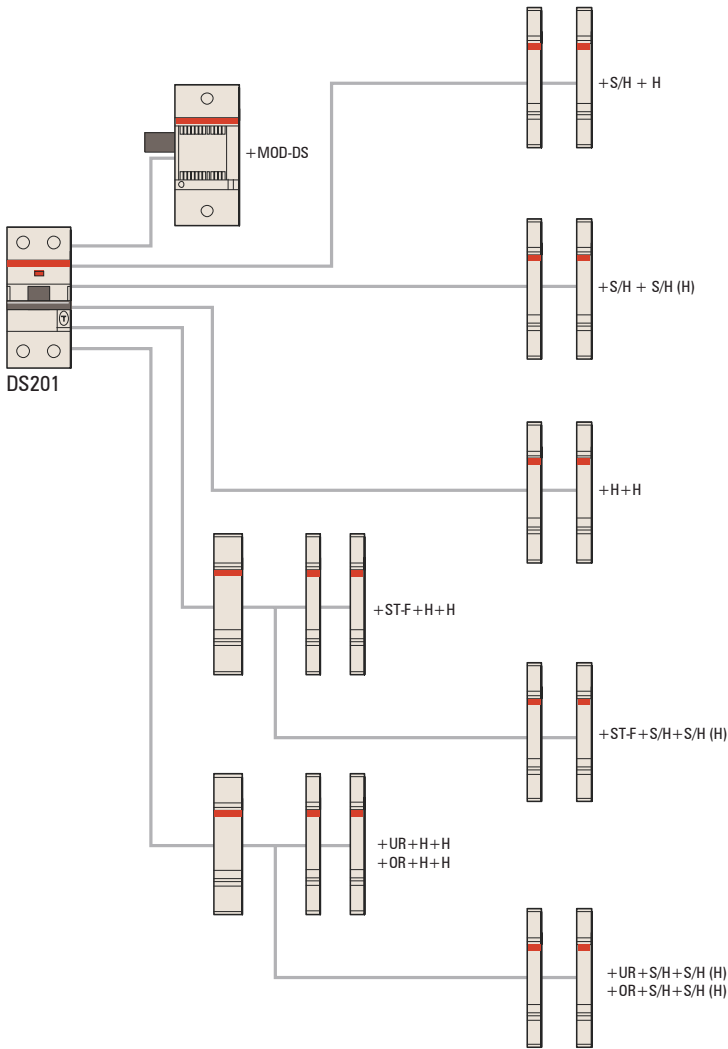 +S/H + H
+MOD-DS
+S/H + S/H (H)
T
DS201
+H+H
+ST-F+H+H
+ST-F+S/H+S/H (H)
+UR+H+H
+OR+H+H
+UR+S/H+S/H (H)
+OR+S/H+S/H (H)